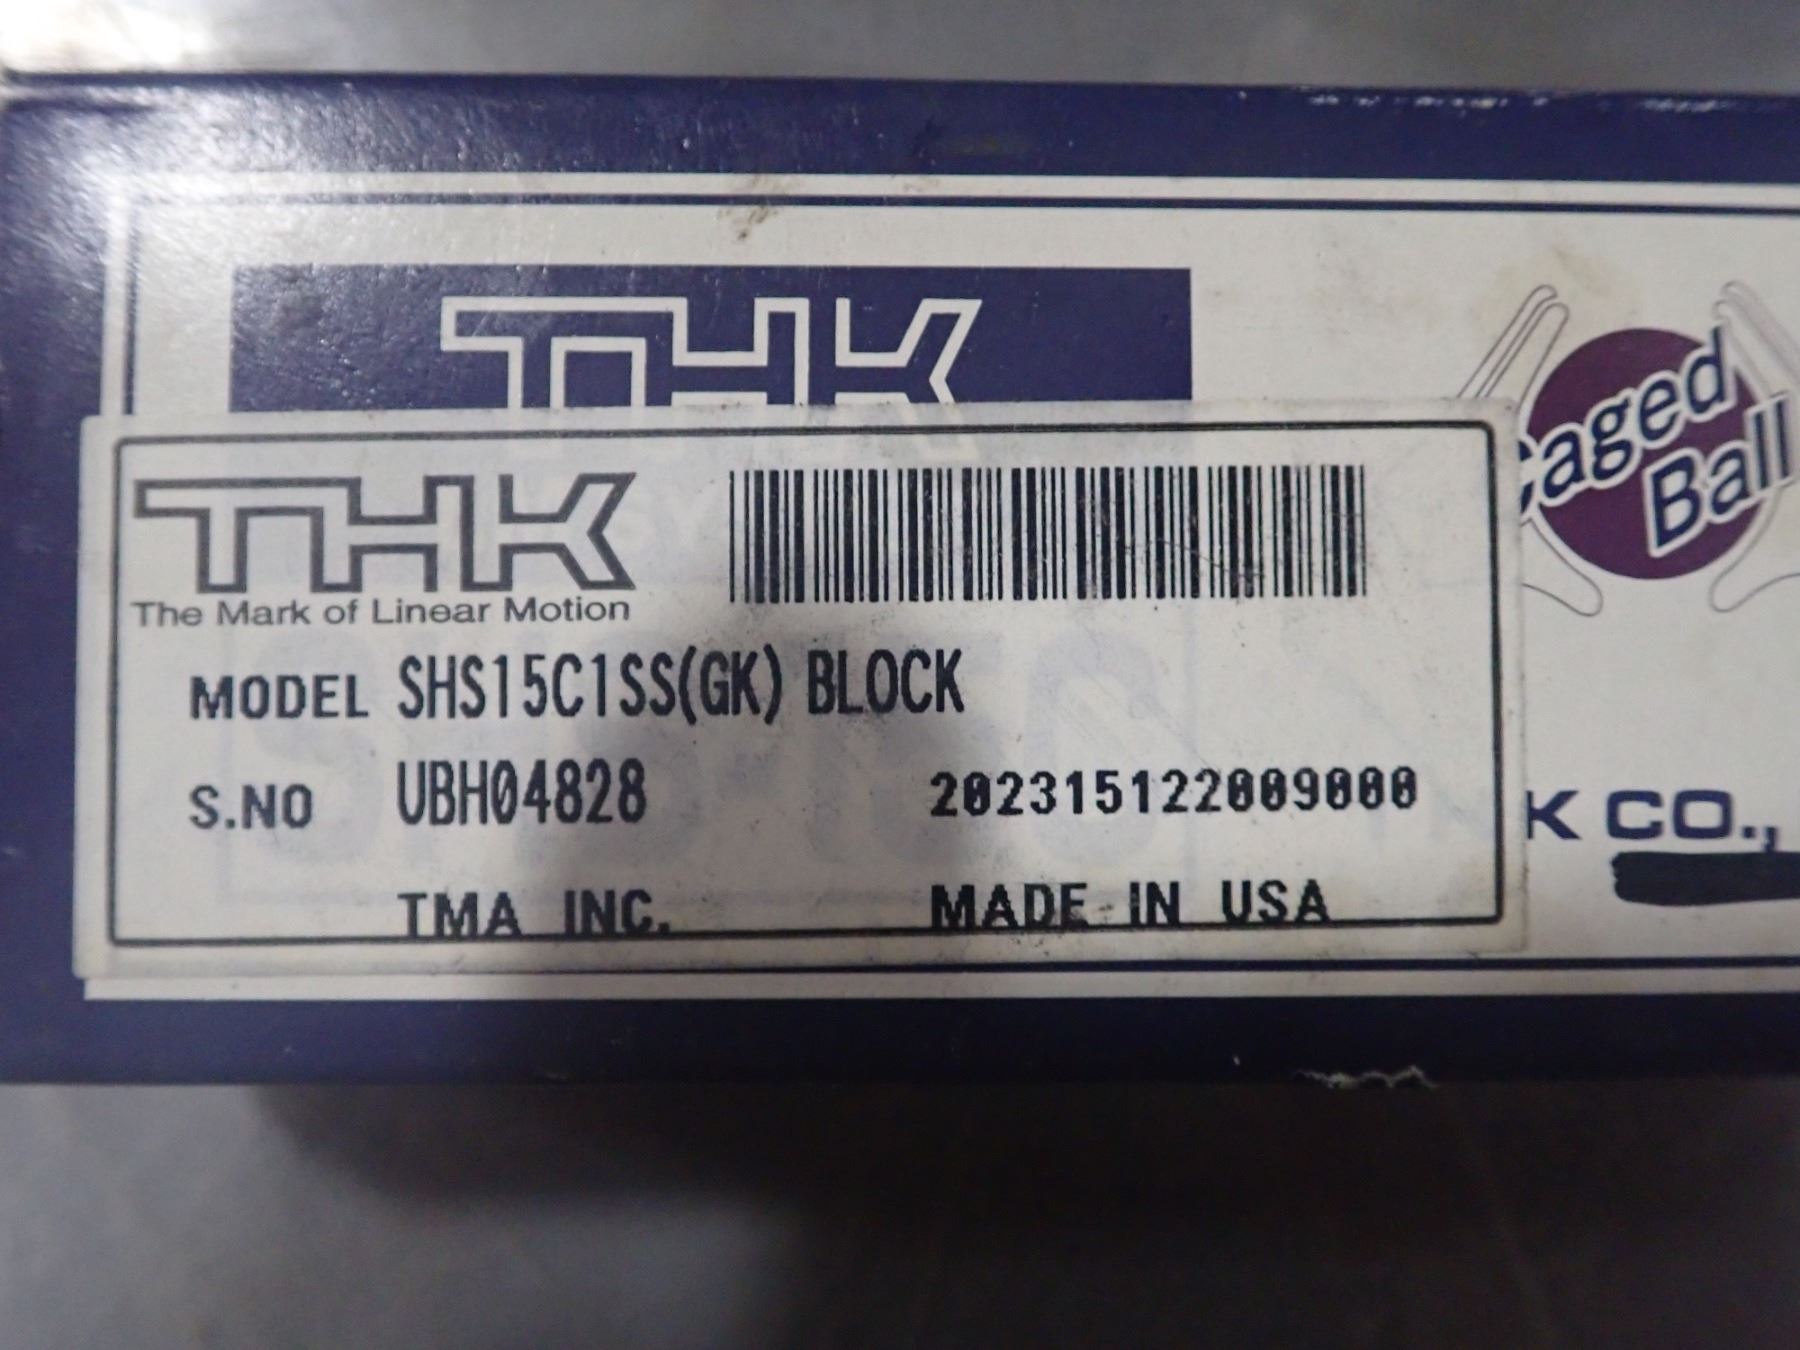 THK
Caged
Ball
THK
The Mark of Linear Motion
MODEL SHS15C1SS(GK) BLOCK
S.NO UBH04828 202315122009000
K CO.,
TMA INC. MADE IN USA